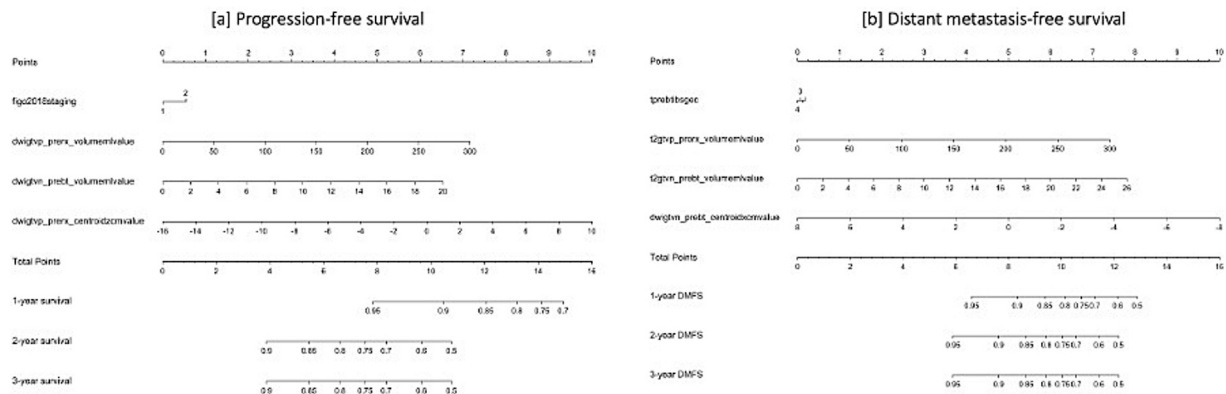 [a] Progression-free survival
Points
0 1 2 3 4 5 6 7 8 9 10
figo2018staging
2
1
dwigtvp_prerx_volumemlvalue
0 50 100 150 200 250 300
dwigtvn_prebt_volumemlvalue
0 2 4 6 8 10 12 14 16 18 20
dwigtvp_prerx_centroidzcmvalue
-16 -14 -12 -10 -8 -6 -4 -2 0 2 4 6 8 10
Total Points
0 2 4 6 8 10 12 14 16
1-year survival
0.95 0.9 0.85 0.8 0.75 0.7
2-year survival
0.9 0.85 0.8 0.75 0.7 0.6 0.5
3-year survival
0.9 0.85 0.8 0.75 0.7 0.6 0.5
[b] Distant metastasis-free survival
Points
0 1 2 3 4 5 6 7 8 9 10
3
4
t2gtvp_prerx_volumemlvalue
0 50 100 150 200 250 300
t2gtvn_prebt_volumemlvalue
0 2 4 6 8 10 12 14 16 18 20 22 24 26
dwigtvn_prebt_centroidxcmvalue
8 6 4 2 0 -2 -4 -6 -8
Total Points
0 2 4 6 8 10 12 14 16
1-year DMFS
0.95 0.9 0.85 0.8 0.75 0.7 0.6 0.5
2-year DMFS
0.95 0.9 0.85 0.8 0.75 0.7 0.6 0.5
3-year DMFS
0.95 0.9 0.85 0.8 0.75 0.7 0.6 0.5